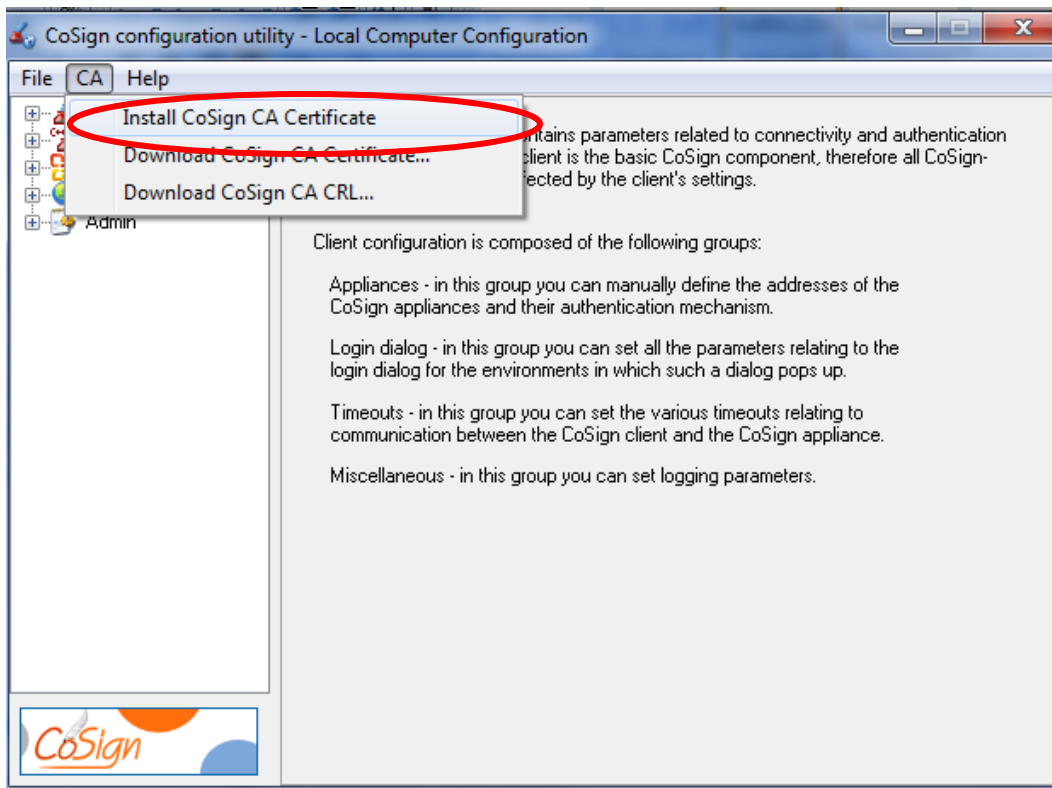 CoSign configuration utility - Local Computer Configuration
File CA Help
Install CoSign CA Certificate
Download CoSign CA Certificate...
Download CoSign CA CRL...
Admin
ntains parameters related to connectivity and authentication
client is the basic CoSign component, therefore all CoSign-
fected by the client's settings.
Client configuration is composed of the following groups:
Appliances - in this group you can manually define the addresses of the
CoSign appliances and their authentication mechanism.
Login dialog - in this group you can set all the parameters relating to the
login dialog for the environments in which such a dialog pops up.
Timeouts - in this group you can set the various timeouts relating to
communication between the CoSign client and the CoSign appliance.
Miscellaneous - in this group you can set logging parameters.
CoSign